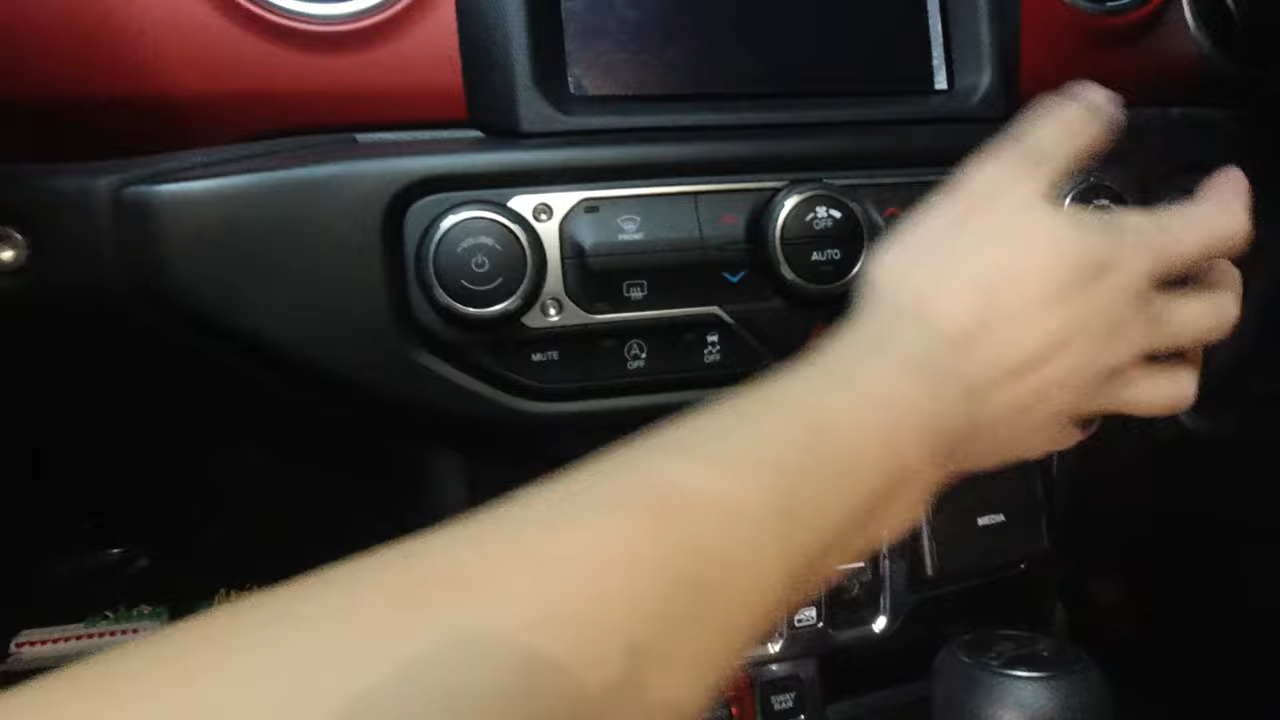 VOLUME
FRONT
OFF
AUTO
MUTE
A
OFF
OFF
MEDIA
SWAY
BAR